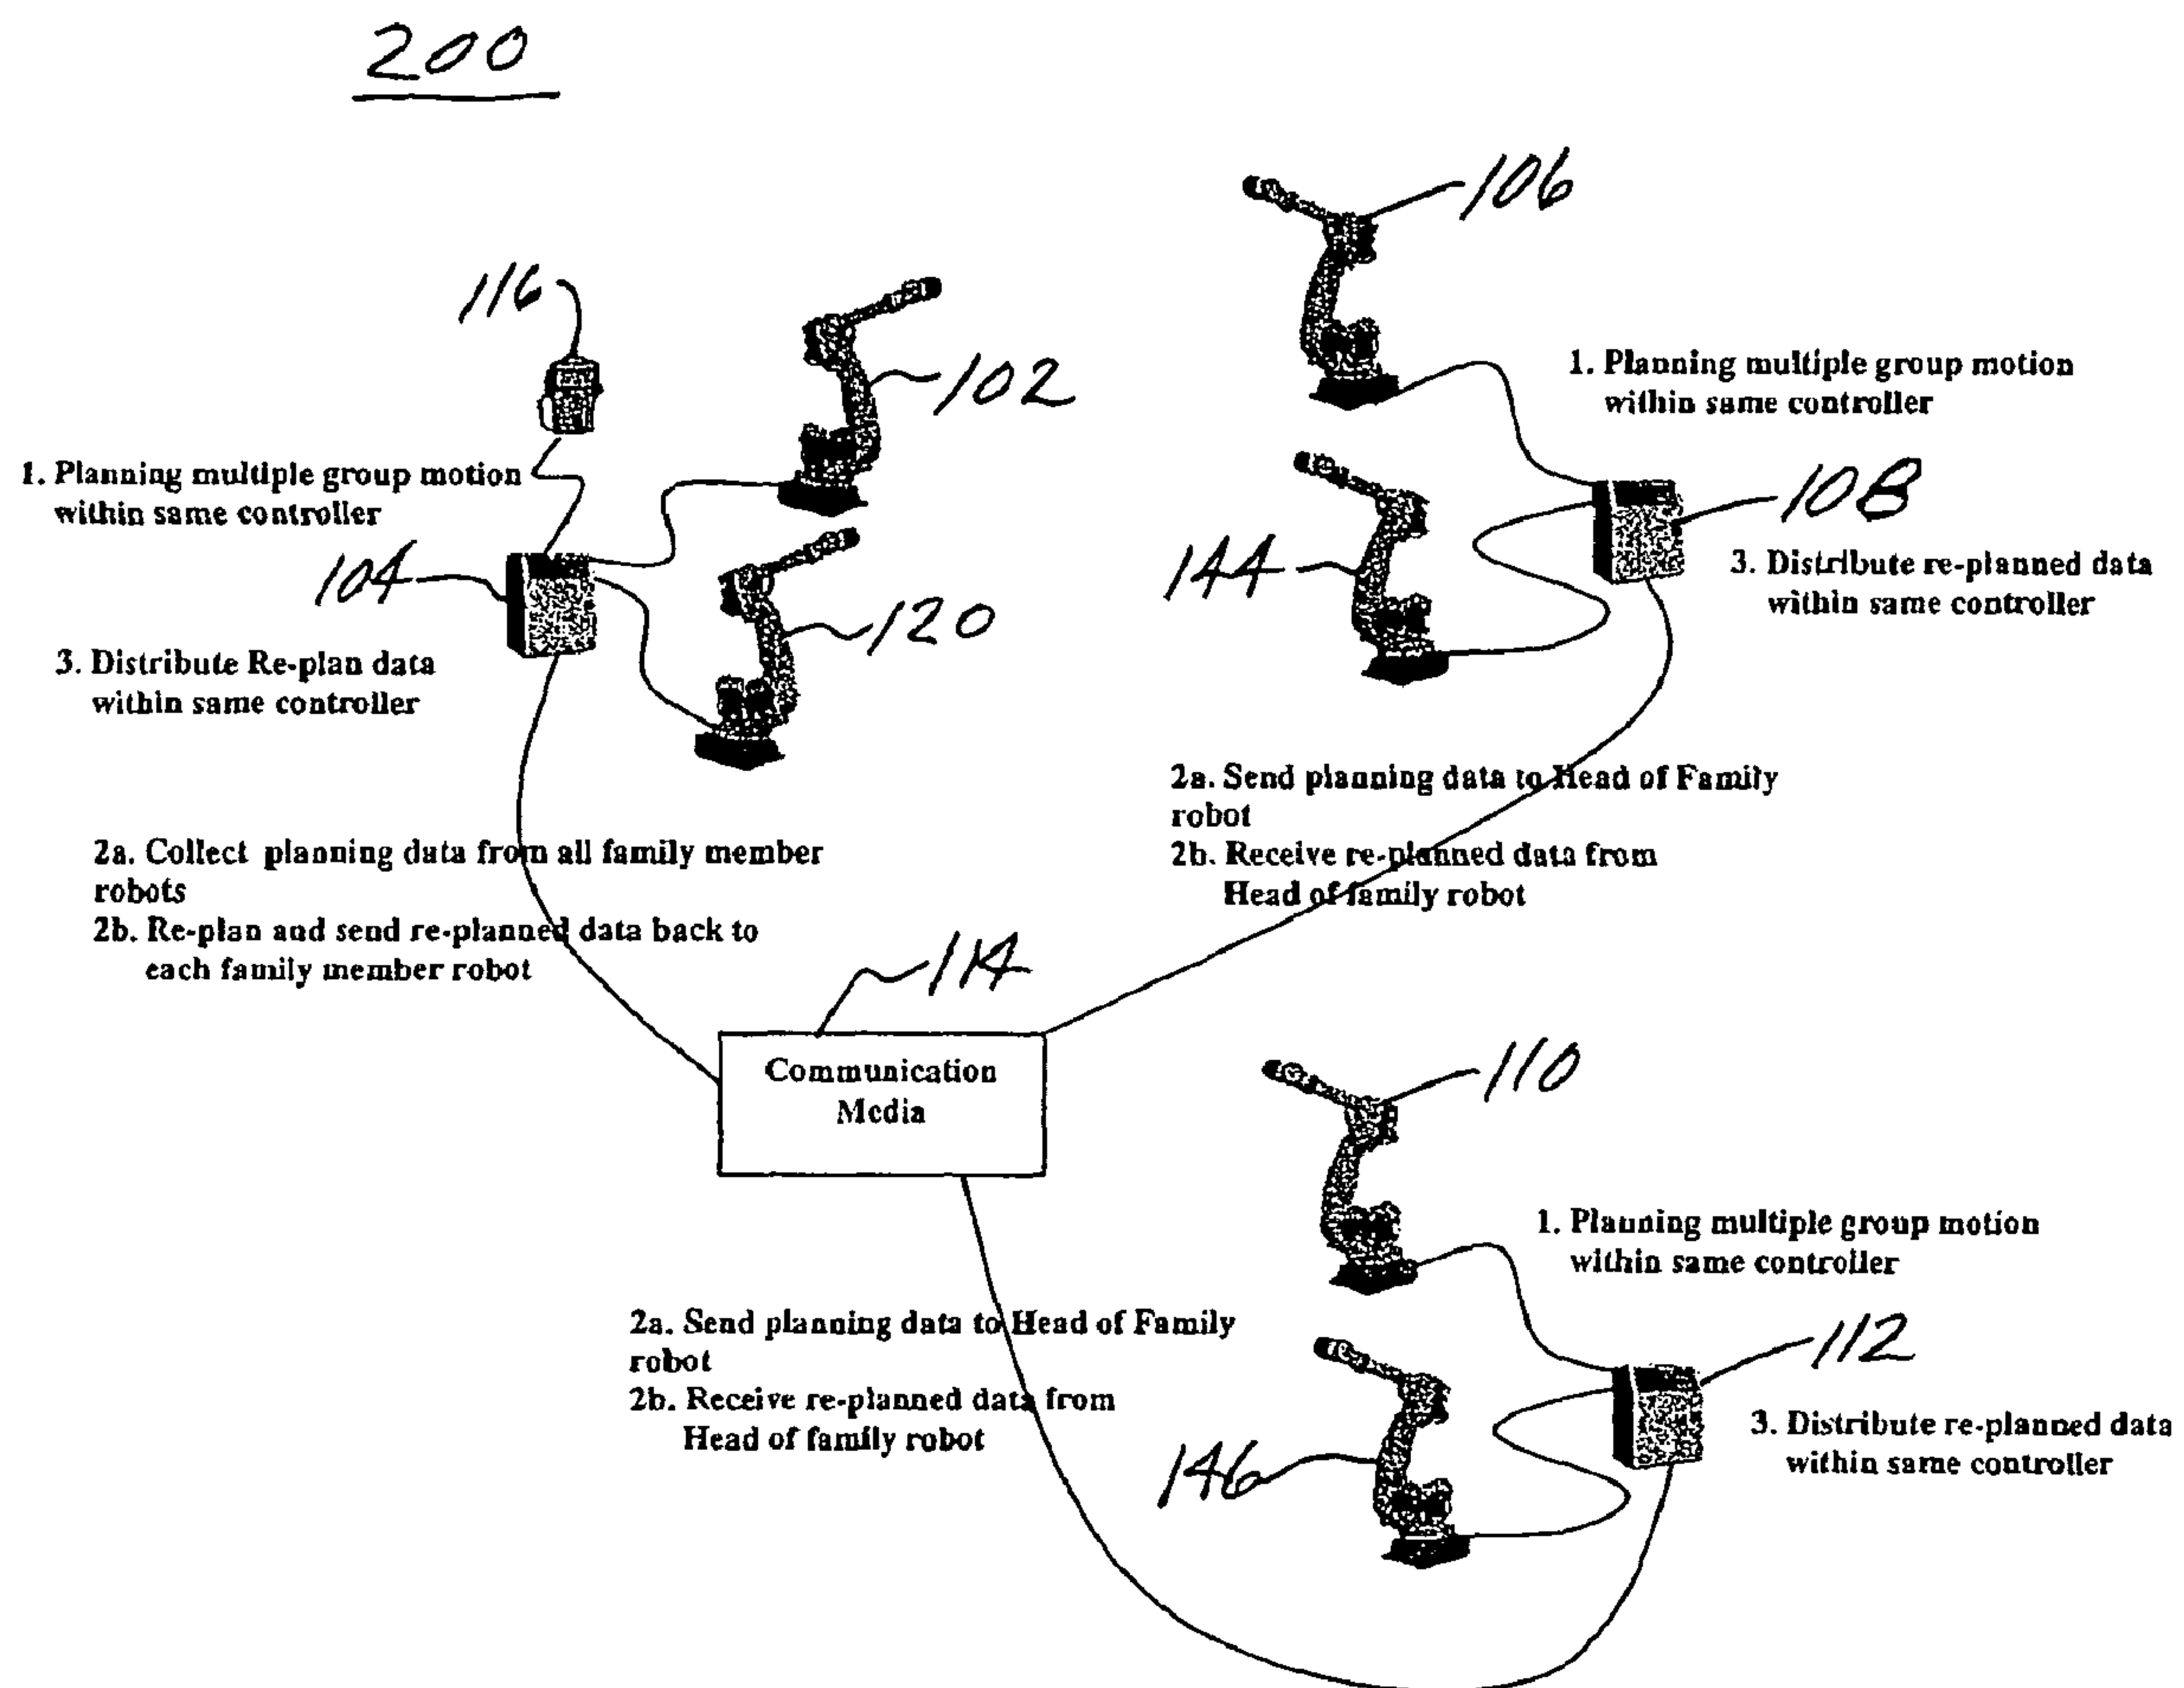 200
106
116
102
1. Planning multiple group motion
within same controller
1. Planning multiple group motion
within same controller
104
108
144
3. Distribute re-planned data
within same controller
120
3. Distribute Re-plan data
within same controller
2a. Send planning data to Head of Family
robot
2b. Receive re-planned data from
Head of family robot
2a. Collect planning data from all family member
robots
2b. Re-plan and send re-planned data back to
each family member robot
114
Communication
Media
110
1. Planning multiple group motion
within same controller
2a. Send planning data to Head of Family
robot
2b. Receive re-planned data from
Head of family robot
112
3. Distribute re-planned data
within same controller
146